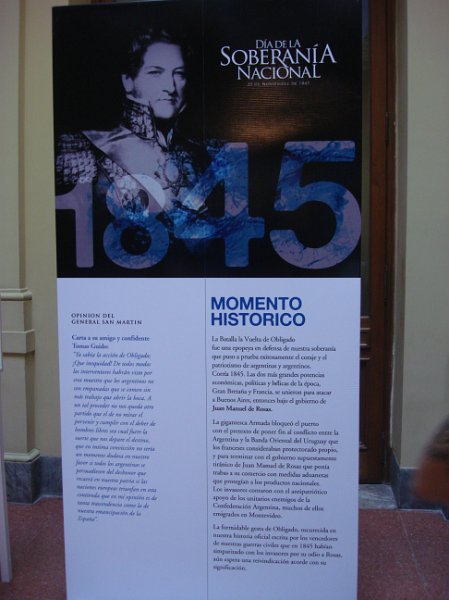 DÍA DE LA
SOBERANÍA
NACIONAL
20 DE NOVIEMBRE DE
1845
OPINION DEL
GENERAL SAN MARTIN
Carta a su amigo y confidente
Tomas Guido:
"Ya sabía la acción de Obligado;
¡Que iniquidad! De todos modos
los interventores habrán visto por
esta muestra que los argentinos no
son empanadas que se comen sin
más trabajo que abrir la boca. A
un tal proceder no nos queda otro
partido que el de no mirar el
porvenir y cumplir con el deber de
hombres libres sea cual fuere la
suerte que nos depare el destino,
que en intima convicción no sería
un momento dudosa en nuestro
favor si todos los argentinos se
persuadiesen del deshonor que
recaerá en nuestra patria si las
naciones europeas triunfan en esta
contienda que en mi opinión es de
tanta trascendencia como la de
nuestra emancipación de la
España".
MOMENTO
HISTORICO
La Batalla la Vuelta de Obligado
fue una epopeya en defensa de nuestra soberanía
que puso a prueba exitosamente el coraje y el
patriotismo de argentinos y argentinos.
Corría 1845. Las dos más grandes potencias
económicas, políticas y bélicas de la época,
Gran Bretaña y Francia, se unieron para atacar
a Buenos Aires, entonces bajo el gobierno de
Juan Manuel de Rosas.
La gigantesca Armada bloqueó el puerto
con el pretexto de poner fin al conflicto entre la
Argentina y la Banda Oriental del Uruguay que
los franceses consideraban protectorado propio,
y para terminar con el gobierno supuestamente
tiránico de Juan Manuel de Rosas que ponía
trabas a su comercio con medidas aduaneras
que protegían a los productos nacionales.
Los invasores contaron con el antipatriótico
apoyo de los unitarios enemigos de la
Confederación Argentina, muchos de ellos
emigrados en Montevideo.
La formidable gesta de Obligado, oscurecida en
nuestra historia oficial escrita por los vencedores
de nuestras guerras civiles que en 1845 habían
simpatizado con los invasores por su odio a Rosas,
aún espera una reivindicación acorde con su
significación.